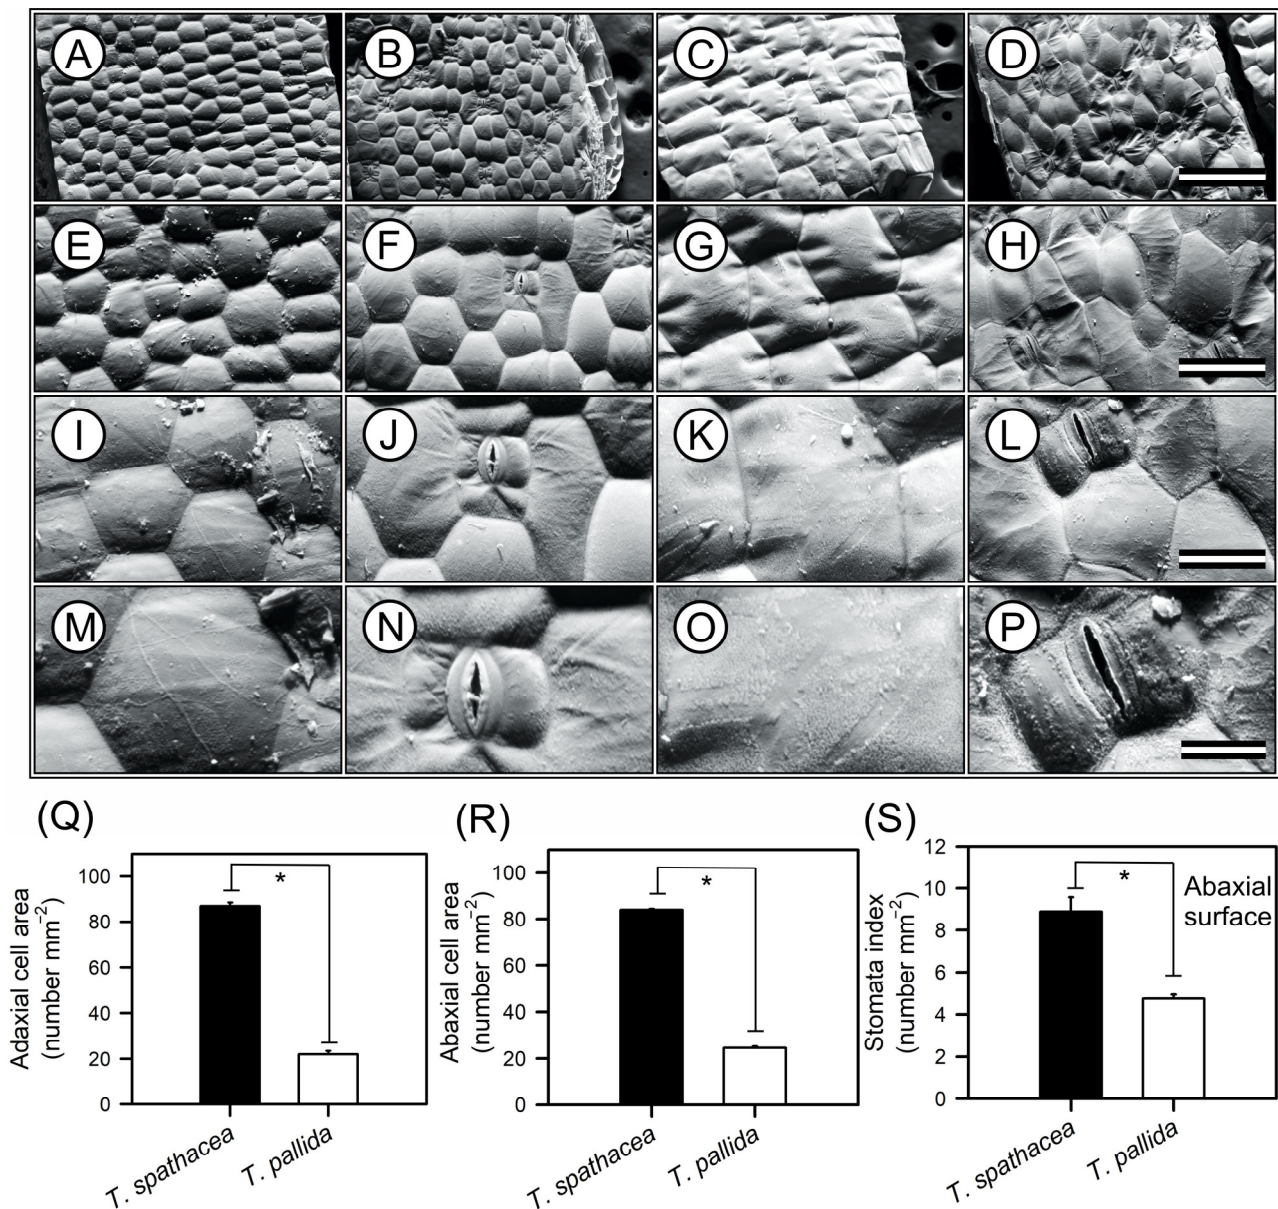 A B C D
E F G H
I J K L
M N O P
(Q) (R) (S)
Adaxial cell area
(number mm−2)
100
80
60
40
20
0
*
T. spathacea
T. pallida
Abaxial cell area
(number mm−2)
100
80
60
40
20
0
*
T. spathacea
T. pallida
Stomata index
(number mm−2)
12
10
8
6
4
2
0
*
Abaxial
surface
T. spathacea
T. pallida